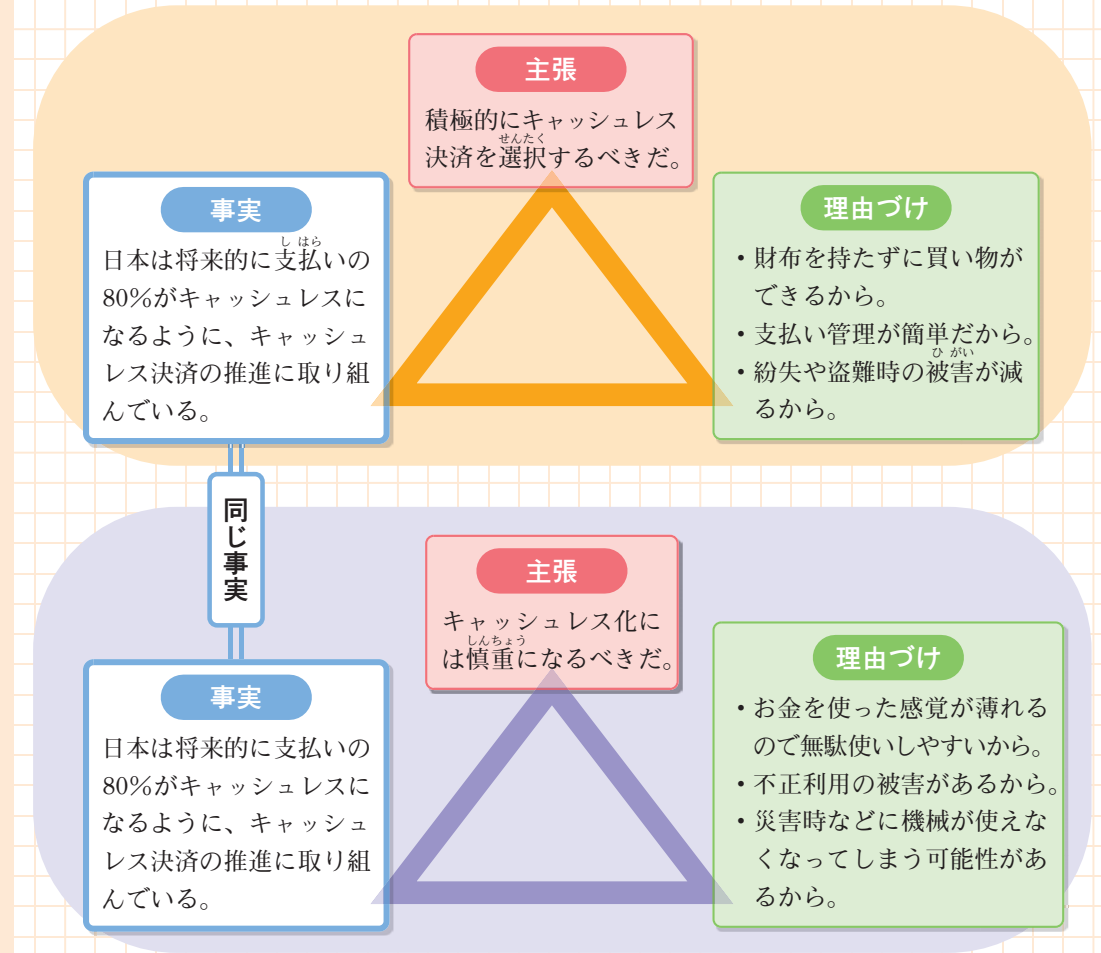 主張
積極的にキャッシュレス
せんたく
決済を選択するべきだ。
事実
し はら
日本は将来的に支払いの
80%がキャッシュレスに
なるように、キャッシュ
レス決済の推進に取り組
んでいる。
理由づけ
・財布を持たずに買い物が
できるから。
・支払い管理が簡単だから。
ひ がい
・紛失や盗難時の被害が減
るから。
同じ事実
主張
キャッシュレス化に
しんちょう
は慎重になるべきだ。
事実
日本は将来的に支払いの
80%がキャッシュレスに
なるように、キャッシュ
レス決済の推進に取り組
んでいる。
理由づけ
・お金を使った感覚が薄れる
ので無駄使いしやすいから。
・不正利用の被害があるから。
・災害時などに機械が使えな
くなってしまう可能性があ
るから。